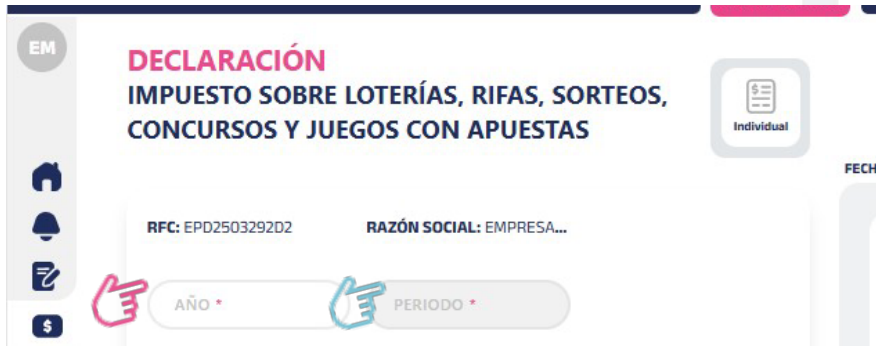 EM
DECLARACIÓN
IMPUESTO SOBRE LOTERÍAS, RIFAS, SORTEOS,
CONCURSOS Y JUEGOS CON APUESTAS
Individual
FECH
RFC: EPD2503292D2 RAZÓN SOCIAL: EMPRESA...
AÑO * PERIODO *